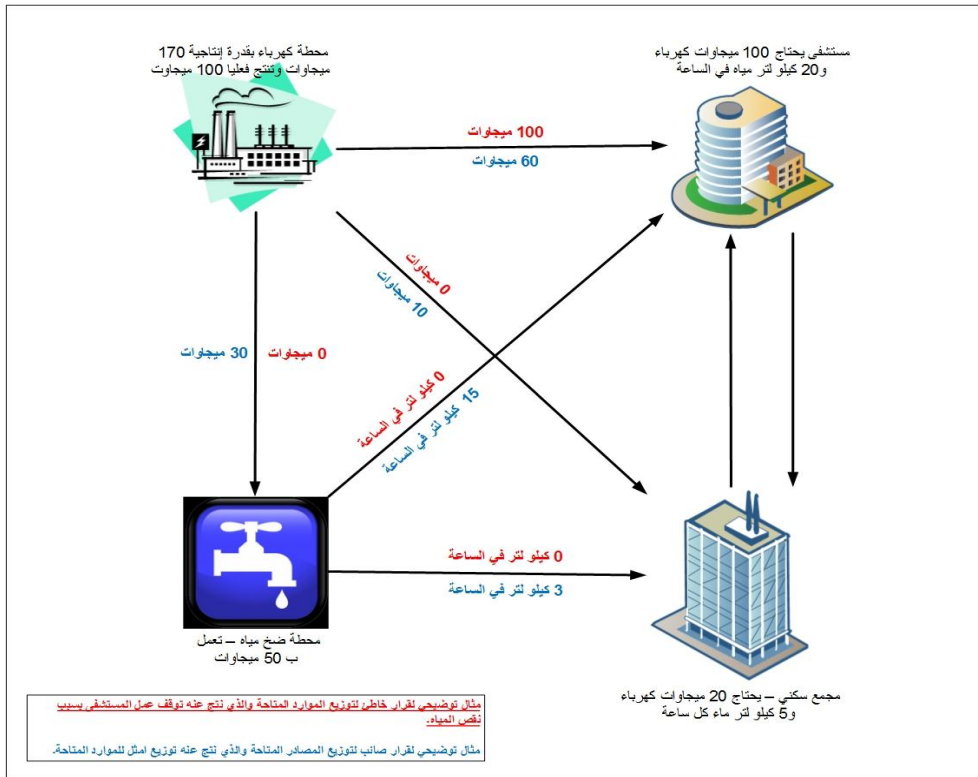 محطة كهرباء بقدرة إنتاجية 170
ميجاوات وتنتج فعليا 100 ميجاوت
مستشفى يحتاج 100 ميجاوات كهرباء
و20 كيلو لتر مياه في الساعة
100 ميجاوات
60 ميجاوات
0 ميجاوات
10 ميجاوات
30 ميجاوات
0 ميجاوات
0 كيلو لتر في الساعة
15 كيلو لتر في الساعة
0 كيلو لتر في الساعة
3 كيلو لتر في الساعة
محطة ضخ مياه – تعمل
ب 50 ميجاوات
مجمع سكني – يحتاج 20 ميجاوات كهرباء
و5 كيلو لتر ماء كل ساعة
مثال توضيحي لقرار خاطئ لتوزيع الموارد المتاحة والذي نتج عنه توقف عمل المستشفى بسبب
نقص المياه.
مثال توضيحي لقرار صائب لتوزيع المصادر المتاحة والذي نتج عنه توزيع امثل للموارد المتاحة.